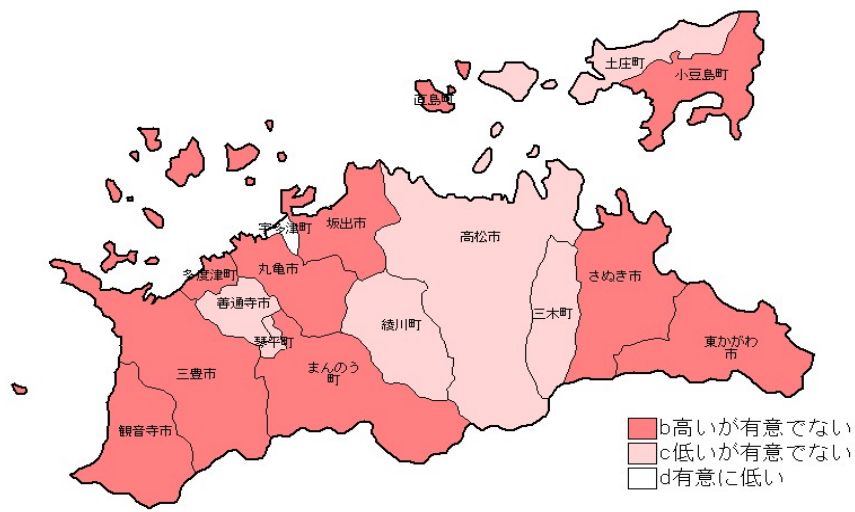 土庄町
小豆島町
直島町
宇多津町
坂出市
高松市
多度津町
丸亀市
さぬき市
善通寺市
三木町
綾川町
琴平町
東かがわ
市
三豊市
まんのう
町
観音寺市
b高いが有意でない
c低いが有意でない
d有意に低い